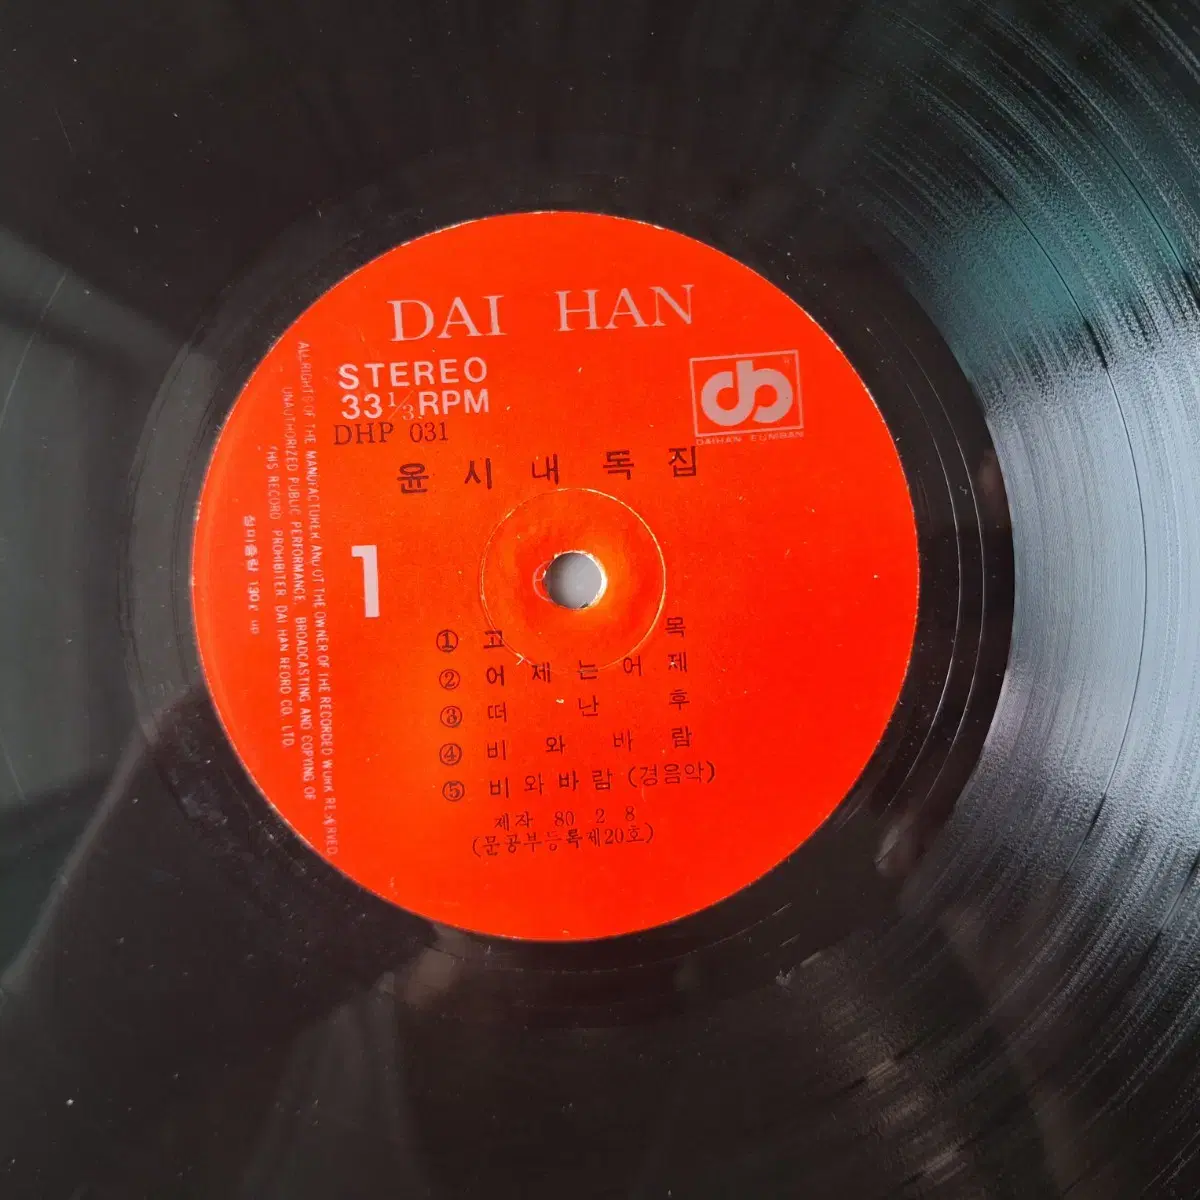 DAI HAN
STEREO
33 1/3 RPM
DHP 031
DAIHAN EUMBAN
윤시내독집
1
① 고목
② 어제는어제
③ 떠난후
④ 비와바람
⑤ 비와바람 (경음악)
제작 80 2 8
(문공부등록제20호)
ALL RIGHTS OF THE MANUFACTURER AND OT THE OWNER OF THE RECORDED WORK RESERVED
UNAUTHORIZED PUBLIC PERFORMANCE, BROADCASTING AND COPYING OF
THIS RECORD PROHIBITER DAI HAN REORD CO. LTD.